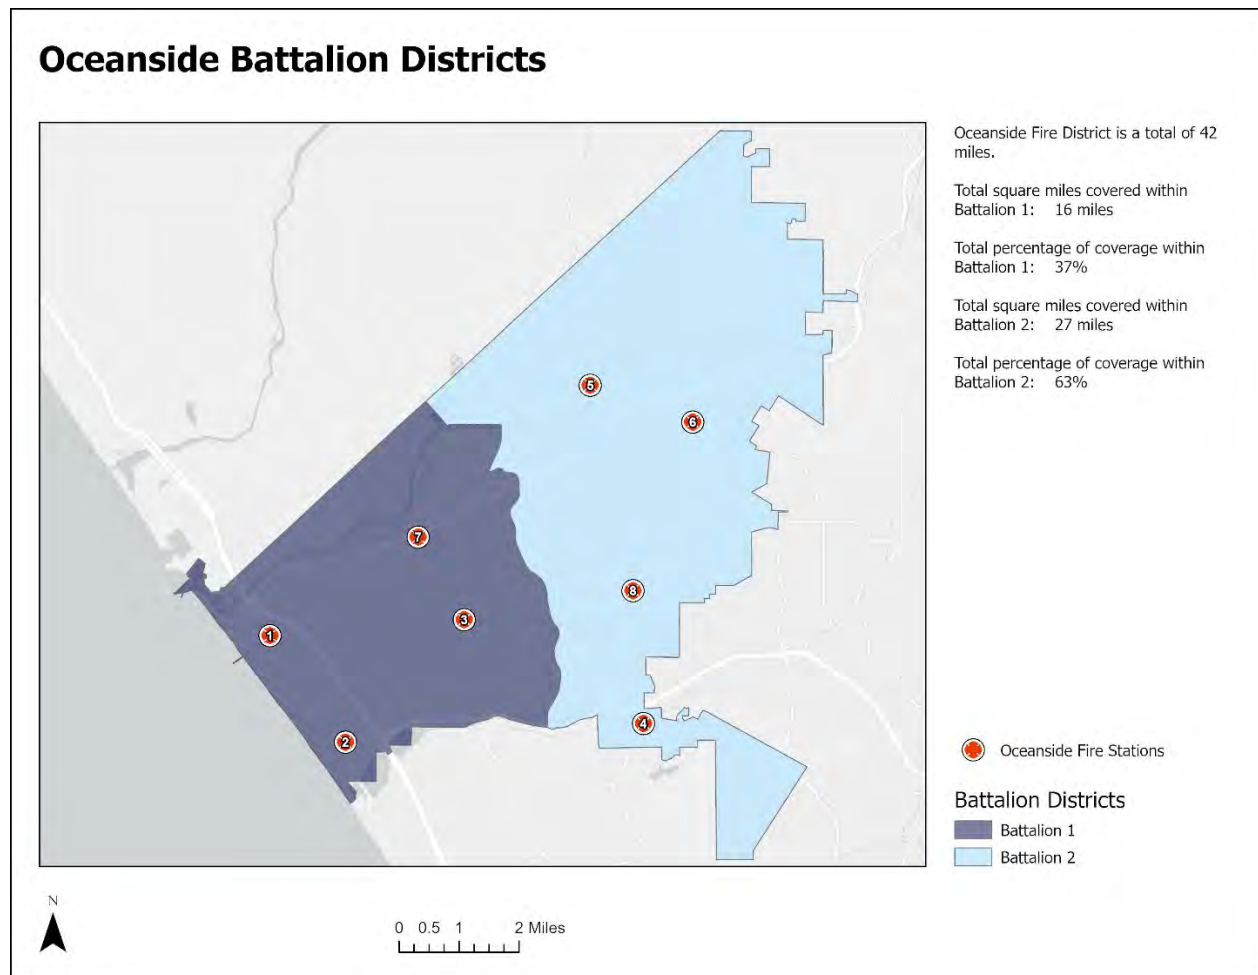 Oceanside Battalion Districts
Oceanside Fire District is a total of 42
miles.
Total square miles covered within
Battalion 1: 16 miles
Total percentage of coverage within
Battalion 1: 37%
Total square miles covered within
Battalion 2: 27 miles
Total percentage of coverage within
Battalion 2: 63%
5
6
7
8
3
1
4
2
Oceanside Fire Stations
Battalion Districts
Battalion 1
Battalion 2
N
0 0.5 1 2 Miles